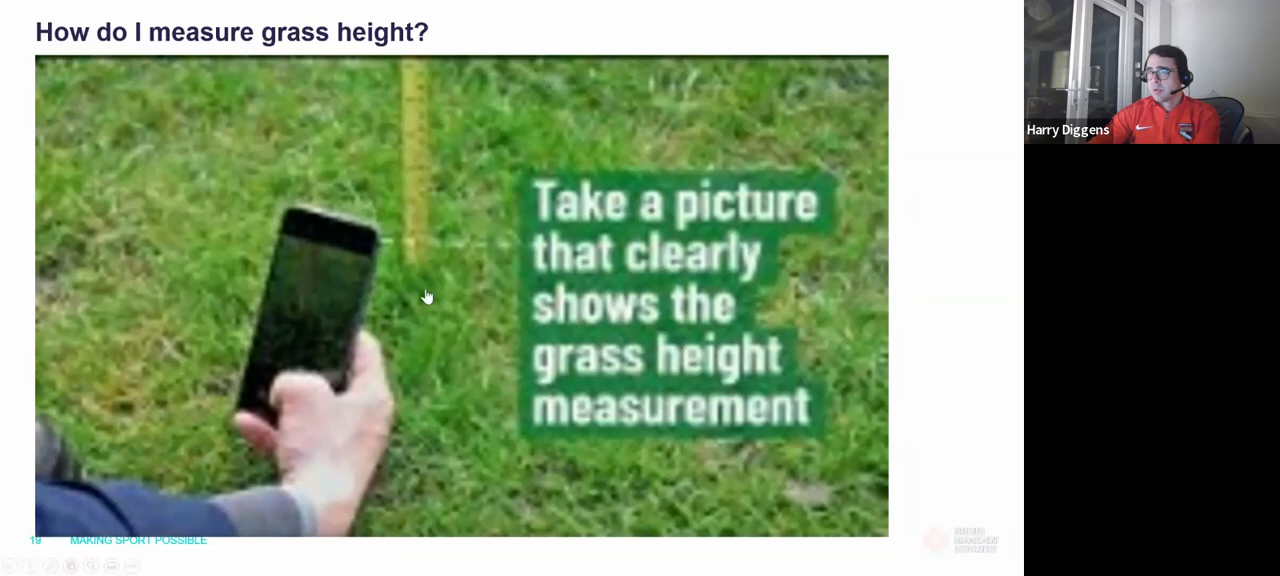 How do I measure grass height?
Take a picture
that clearly
shows the
grass height
measurement
Harry Diggens
19 MAKING SPORT POSSIBLE